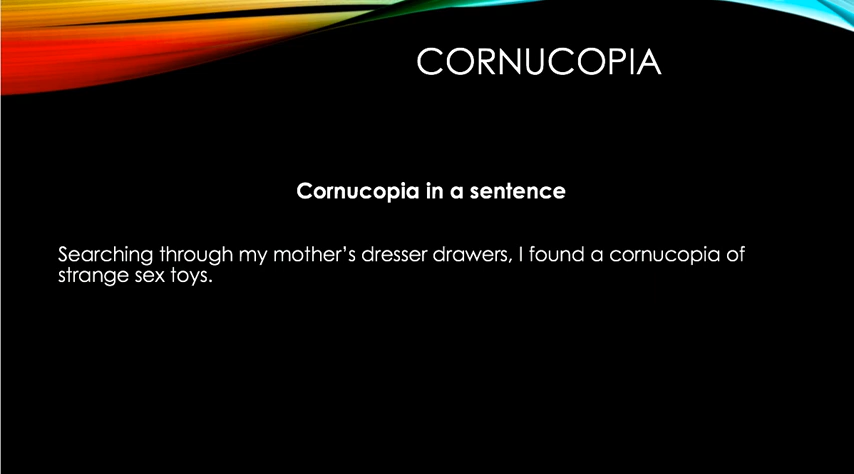 CORNUCOPIA
Cornucopia in a sentence
Searching through my mother’s dresser drawers, I found a cornucopia of
strange sex toys.